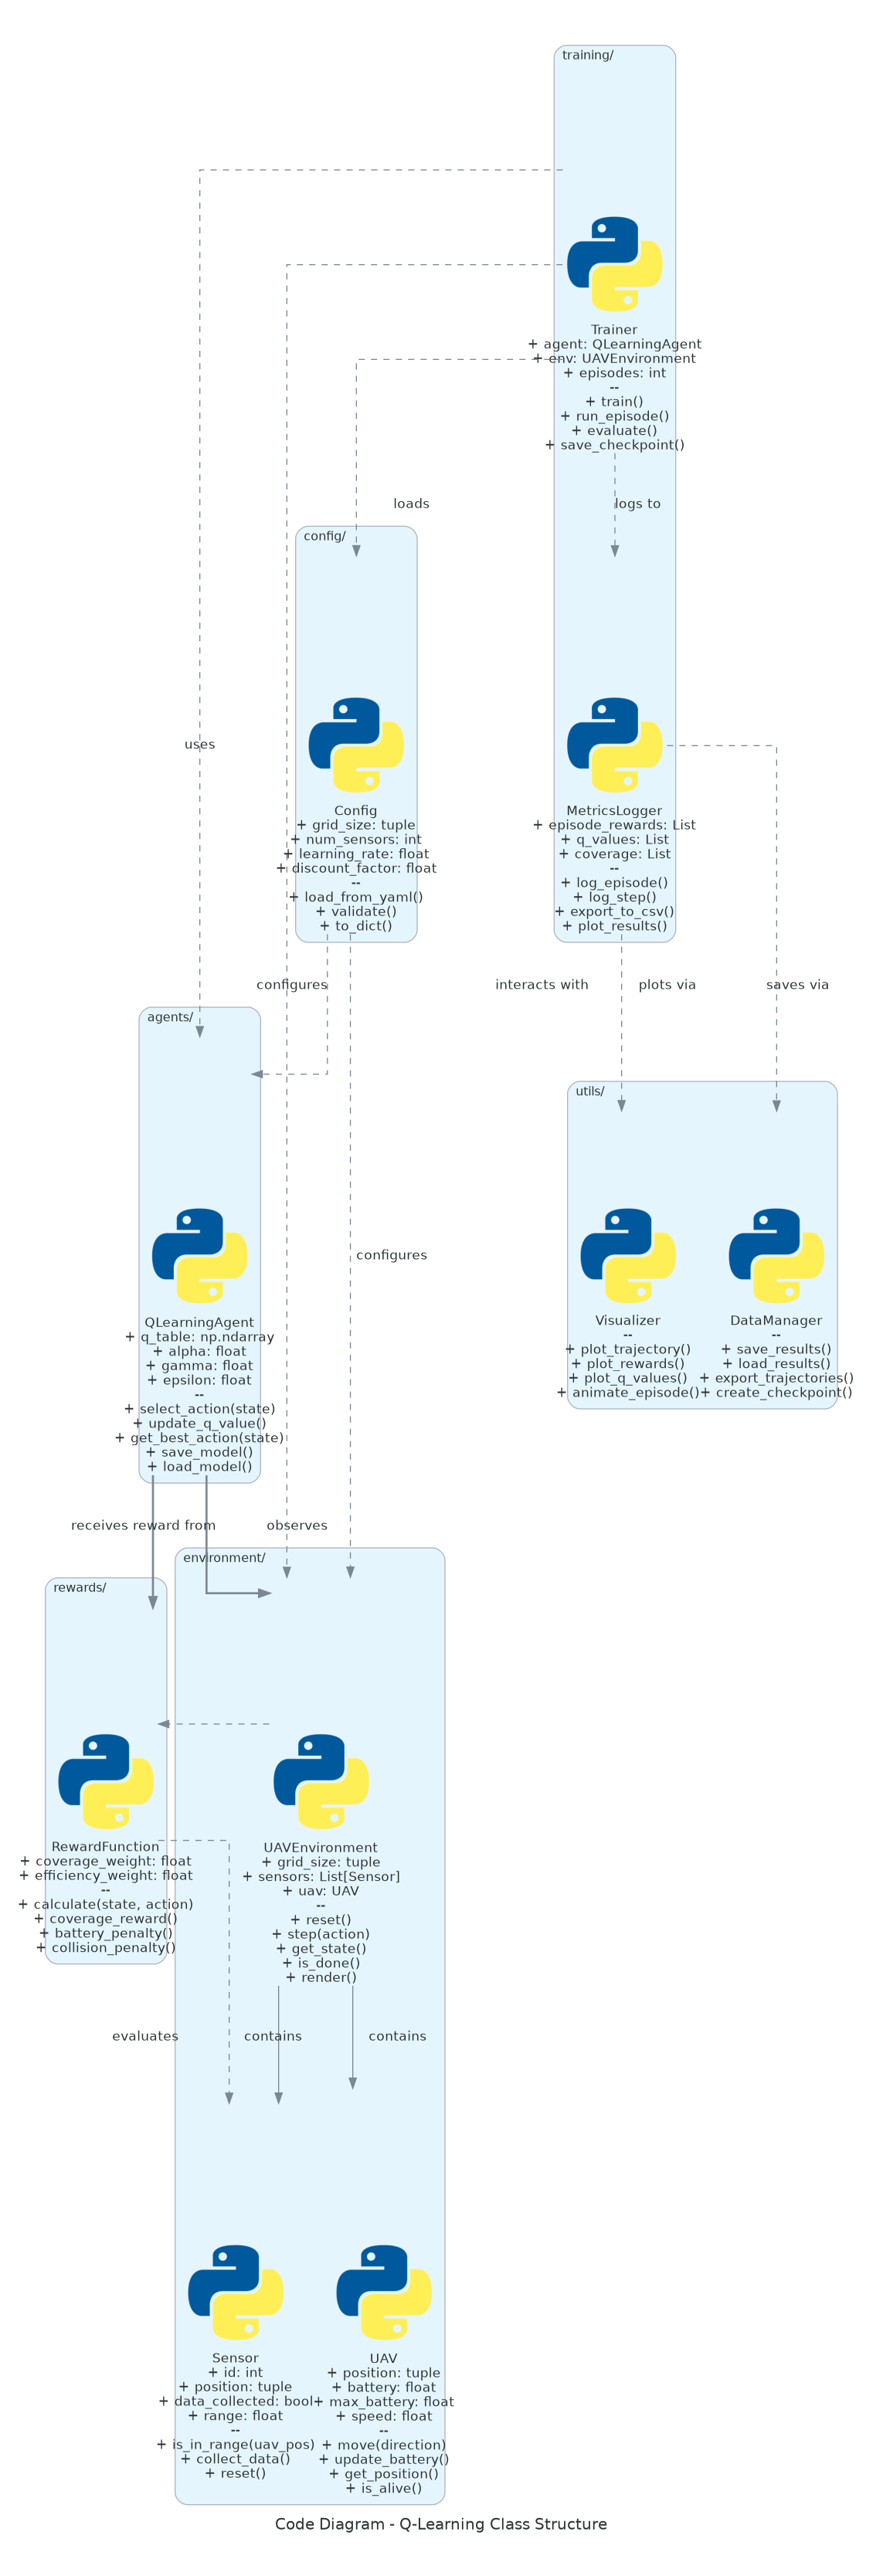 training/
Trainer
+ agent: QLearningAgent
+ env: UAVEnvironment
+ episodes: int
--
+ train()
+ run_episode()
+ evaluate()
+ save_checkpoint()
loads
logs to
config/
uses
Config
+ grid_size: tuple
+ num_sensors: int
+ learning_rate: float
+ discount_factor: float
--
+ load_from_yaml()
+ validate()
+ to_dict()
MetricsLogger
+ episode_rewards: List
+ q_values: List
+ coverage: List
--
+ log_episode()
+ log_step()
+ export_to_csv()
+ plot_results()
configures
interacts with
plots via
saves via
agents/
utils/
configures
QLearningAgent
+ q_table: np.ndarray
+ alpha: float
+ gamma: float
+ epsilon: float
--
+ select_action(state)
+ update_q_value()
+ get_best_action(state)
+ save_model()
+ load_model()
Visualizer
--
+ plot_trajectory()
+ plot_rewards()
+ plot_q_values()
+ animate_episode()
DataManager
--
+ save_results()
+ load_results()
+ export_trajectories()
+ create_checkpoint()
receives reward from
observes
environment/
rewards/
RewardFunction
+ coverage_weight: float
+ efficiency_weight: float
--
+ calculate(state, action)
+ coverage_reward()
+ battery_penalty()
+ collision_penalty()
UAVEnvironment
+ grid_size: tuple
+ sensors: List[Sensor]
+ uav: UAV
--
+ reset()
+ step(action)
+ get_state()
+ is_done()
+ render()
evaluates
contains
contains
Sensor
+ id: int
+ position: tuple
+ data_collected: bool
+ range: float
--
+ is_in_range(uav_pos)
+ collect_data()
+ reset()
UAV
+ position: tuple
+ battery: float
+ max_battery: float
+ speed: float
--
+ move(direction)
+ update_battery()
+ get_position()
+ is_alive()
Code Diagram - Q-Learning Class Structure